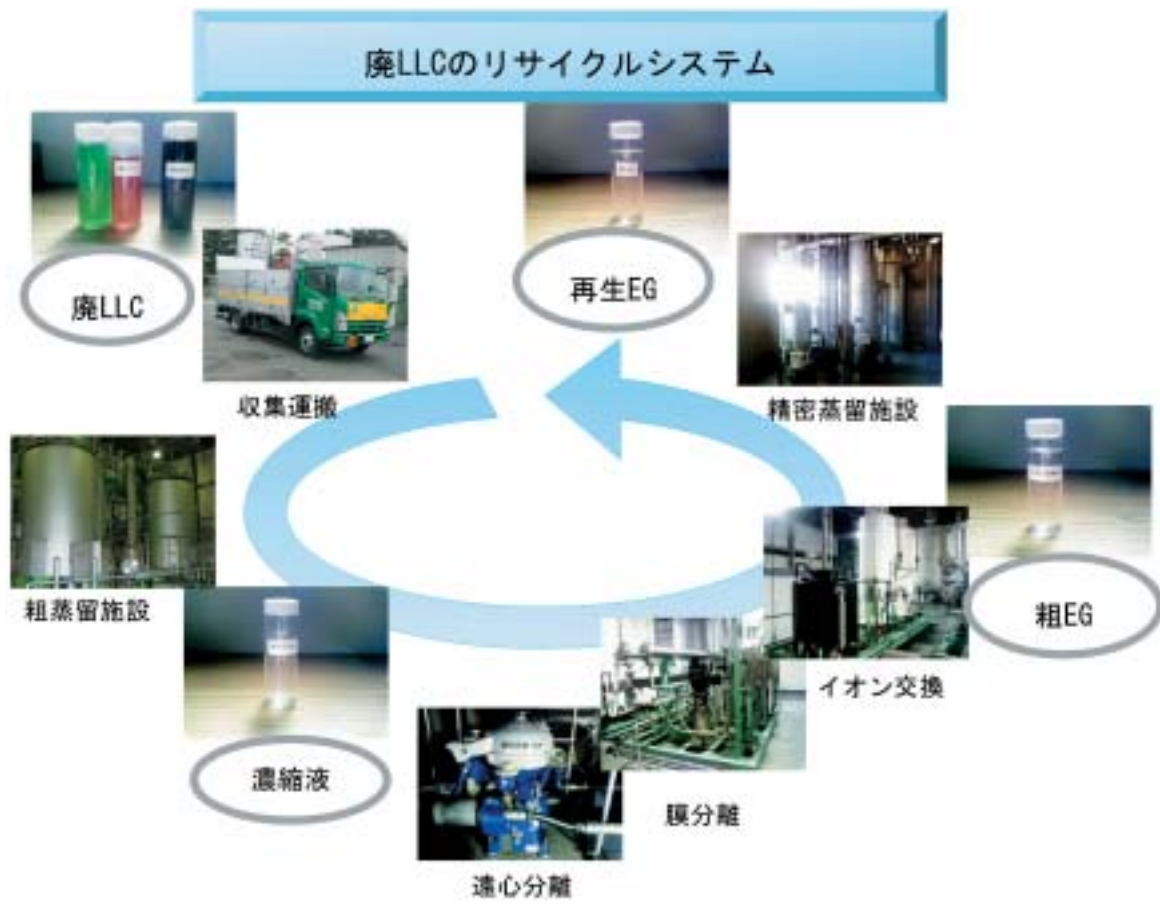 廃LLCのリサイクルシステム
廃LLC
収集運搬
粗蒸留施設
濃縮液
遠心分離
膜分離
イオン交換
粗EG
精密蒸留施設
再生EG